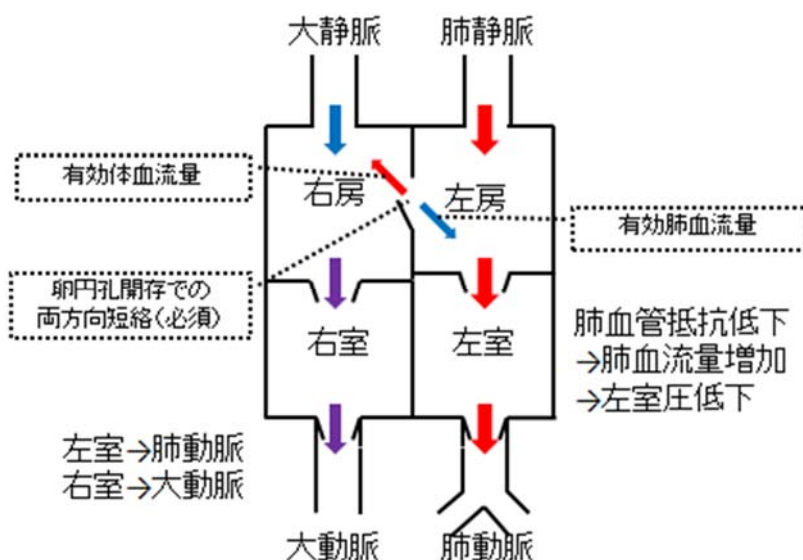 大静脈
肺静脈
有効体血流量
右房
左房
有効肺血流量
卵円孔開存での
両方向短絡(必須)
右室
左室
肺血管抵抗低下
→肺血流量増加
→左室圧低下
左室→肺動脈
右室→大動脈
大動脈
肺動脈